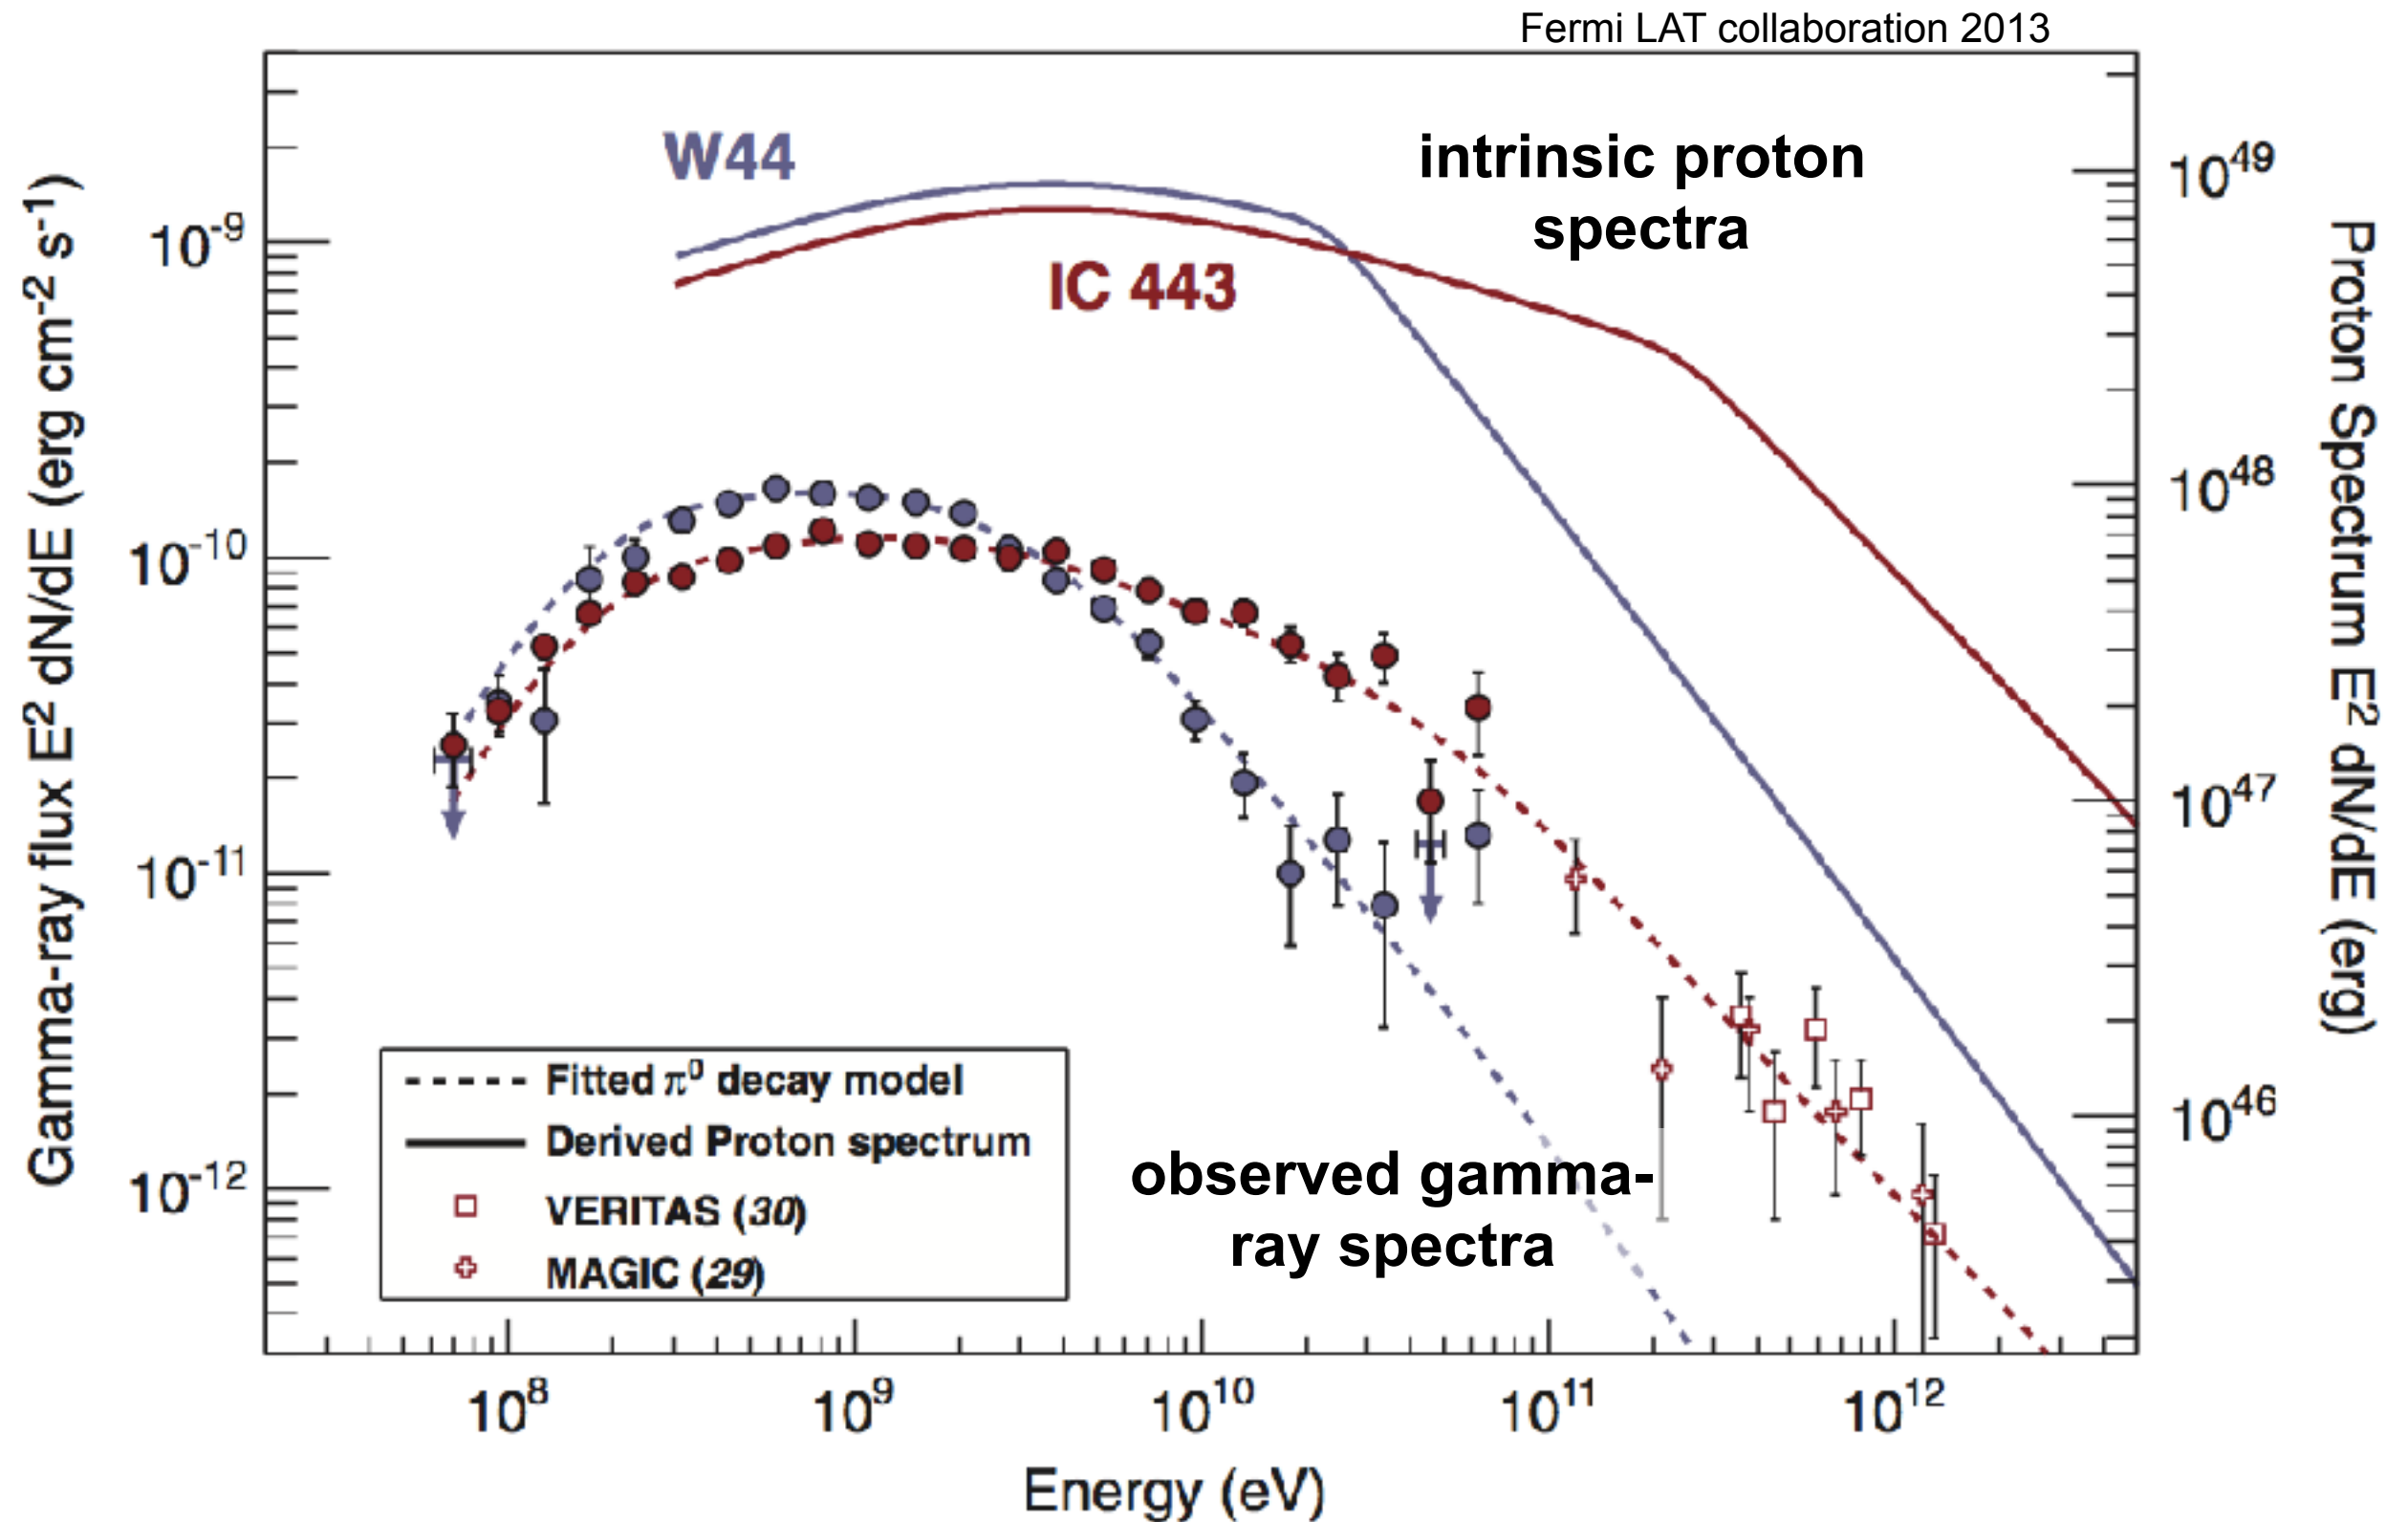 Fermi LAT collaboration 2013
W44
intrinsic proton
spectra
IC 443
Gamma-ray flux E² dN/dE (erg cm⁻² s⁻¹)
10⁻⁹
10⁻¹⁰
10⁻¹¹
10⁻¹²
Proton Spectrum E² dN/dE (erg)
10⁴⁹
10⁴⁸
10⁴⁷
10⁴⁶
Fitted π⁰ decay model
Derived Proton spectrum
VERITAS (30)
MAGIC (29)
observed gamma-
ray spectra
10⁸ 10⁹ 10¹⁰ 10¹¹ 10¹²
Energy (eV)